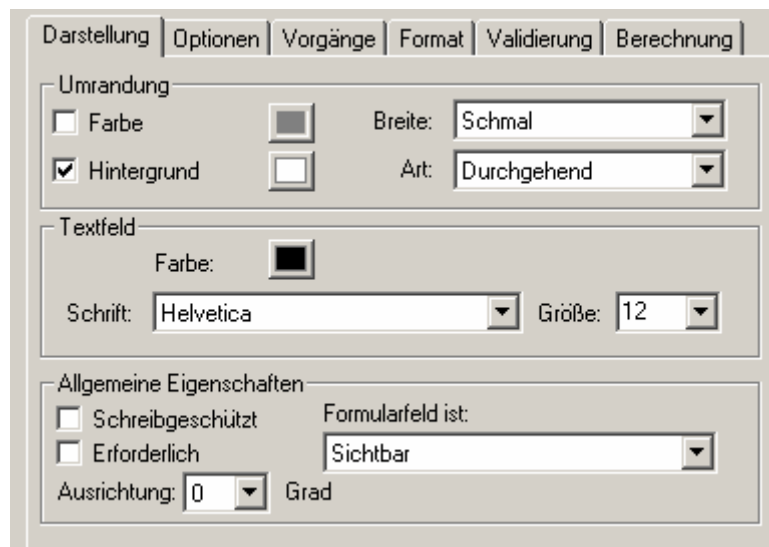 Darstellung Optionen Vorgänge Format Validierung Berechnung
Umrandung
Farbe Breite: Schmal
Hintergrund Art: Durchgehend
Textfeld
Farbe:
Schrift: Helvetica Größe: 12
Allgemeine Eigenschaften
Schreibgeschützt Formularfeld ist:
Erforderlich Sichtbar
Ausrichtung: 0 Grad